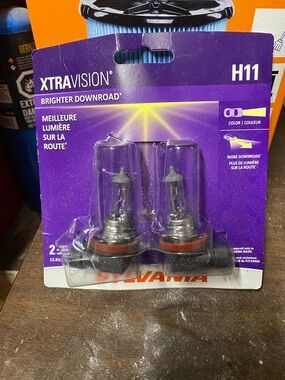 XTRAVISION®
H11
BRIGHTER DOWNROAD*
MEILLEURE
LUMIÈRE
SUR LA
ROUTE*
COLOR | COULEUR
MORE DOWNROAD*
PLUS DE LUMIÈRE
SUR LA ROUTE*
2
SYLVANIA